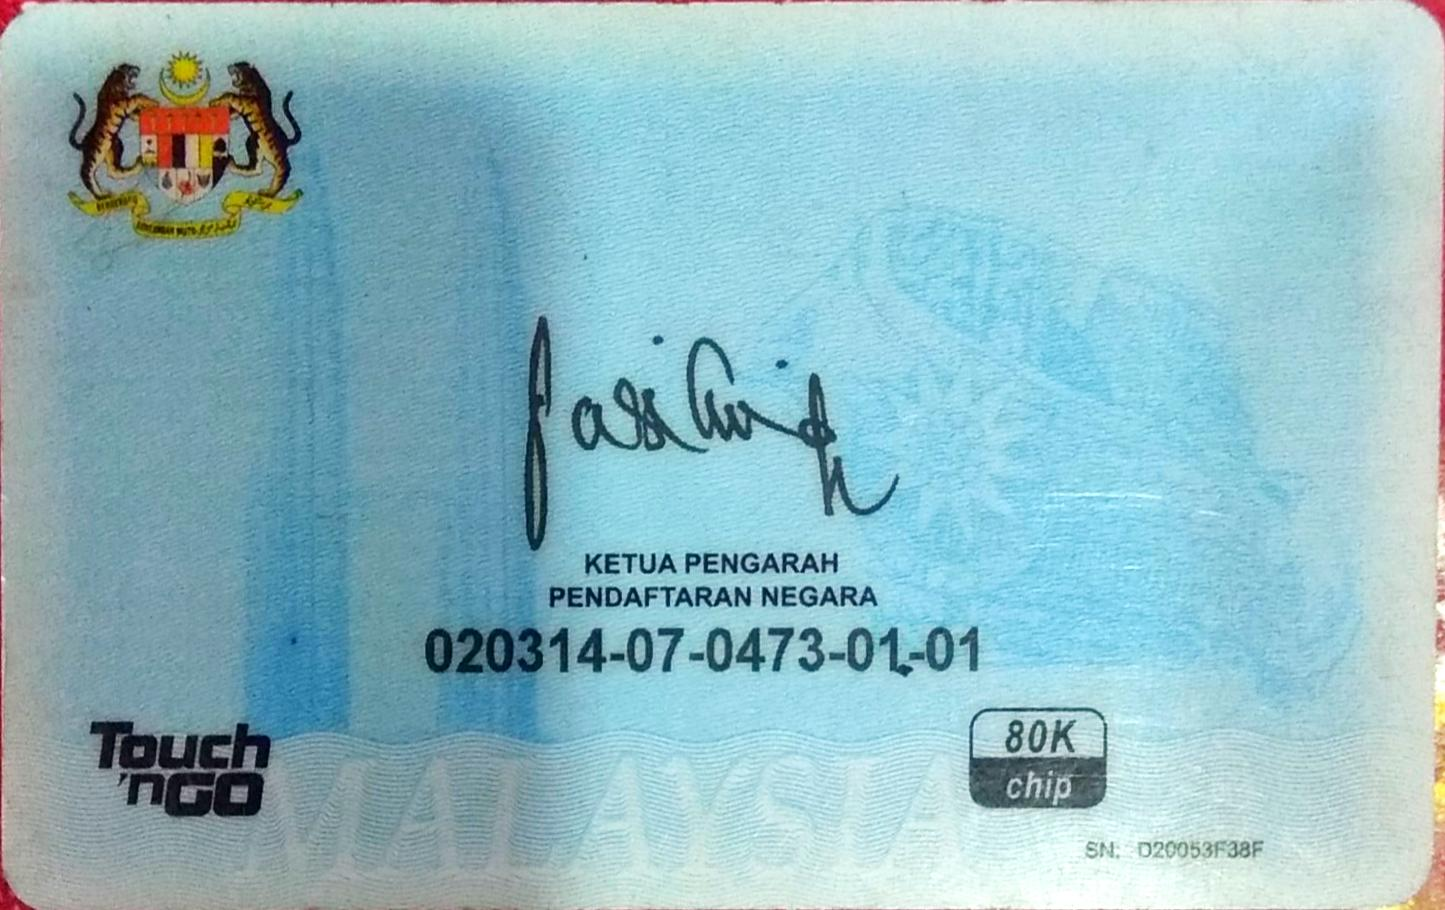 KETUA PENGARAH
PENDAFTARAN NEGARA
020314-07-0473-01-01
Touch
'nGO
80K
chip
MALAYSIA
SN: D20053F38F